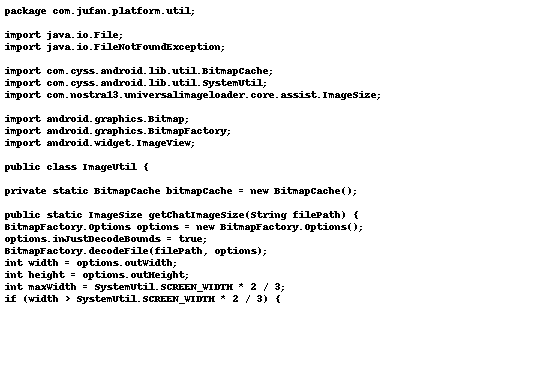 package com.jufan.platform.util;
import java.io.File;
import java.io.FileNotFoundException;
import com.cyss.android.lib.util.BitmapCache;
import com.cyss.android.lib.util.SystemUtil;
import com.nostra13.universalimageloader.core.assist.ImageSize;
import android.graphics.Bitmap;
import android.graphics.BitmapFactory;
import android.widget.ImageView;
public class ImageUtil {
private static BitmapCache bitmapCache = new BitmapCache();
public static ImageSize getChatImageSize(String filePath) {
BitmapFactory.Options options = new BitmapFactory.Options();
options.inJustDecodeBounds = true;
BitmapFactory.decodeFile(filePath, options);
int width = options.outWidth;
int height = options.outHeight;
int maxWidth = SystemUtil.SCREEN_WIDTH * 2 / 3;
if (width > SystemUtil.SCREEN_WIDTH * 2 / 3) {